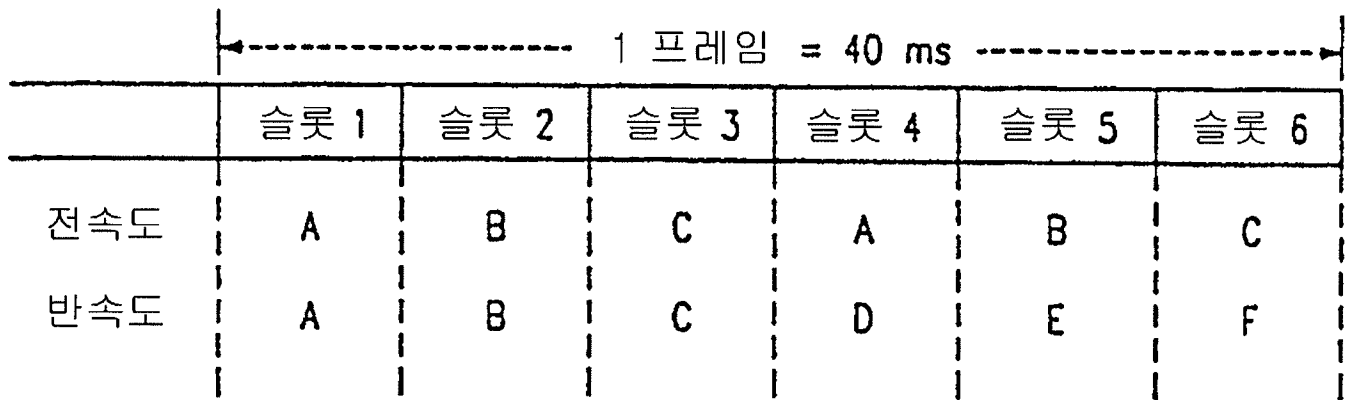 1 프레임 = 40 ms
슬롯 1 슬롯 2 슬롯 3 슬롯 4 슬롯 5 슬롯 6
전속도 A B C A B C
반속도 A B C D E F